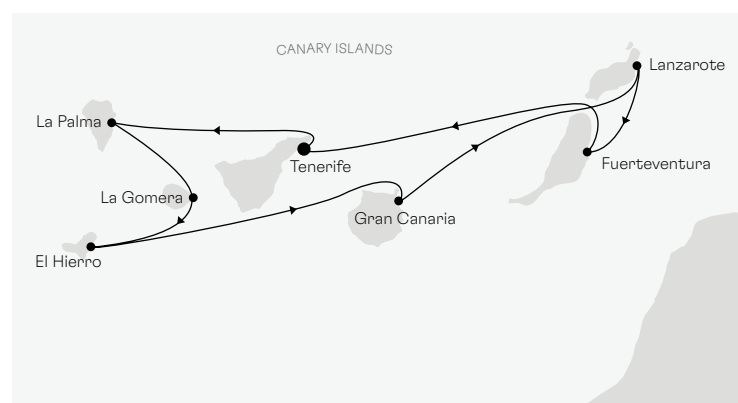 CANARY ISLANDS
Lanzarote
La Palma
Tenerife
Fuerteventura
La Gomera
Gran Canaria
El Hierro